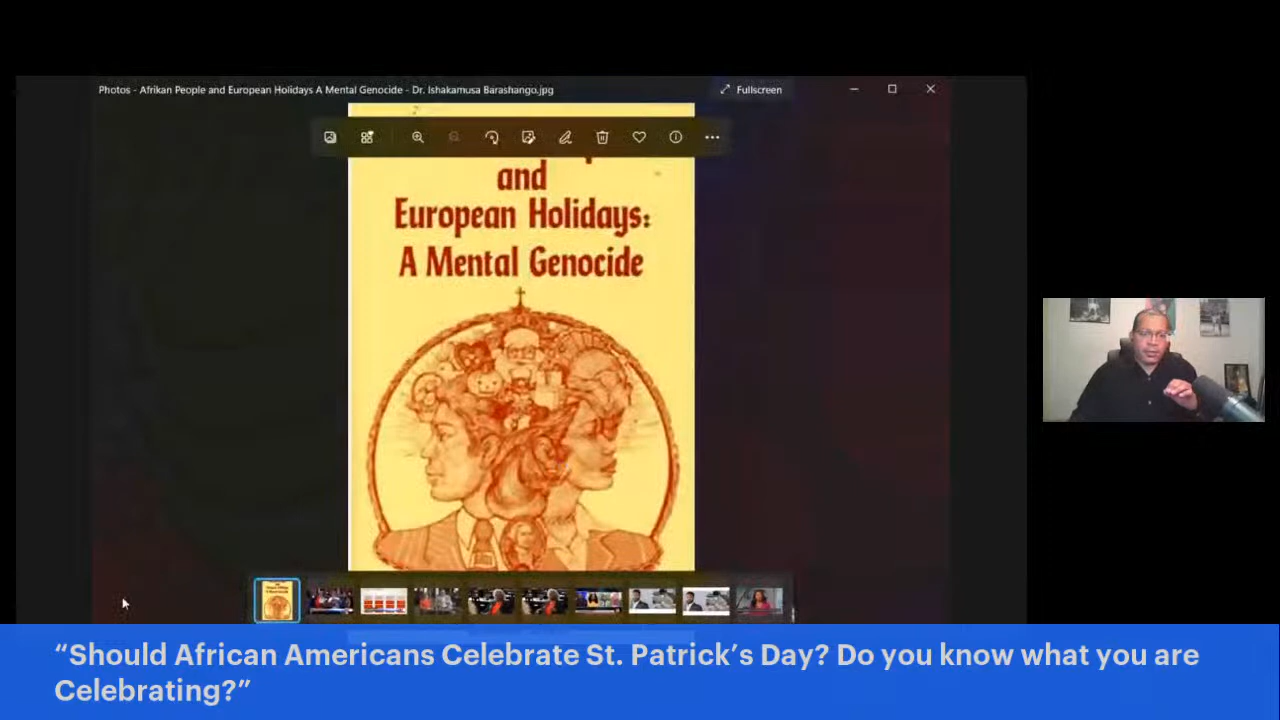 Photos - Afrikan People and European Holidays A Mental Genocide - Dr. Ishakamusa Barashango.jpg
Fullscreen
and
European Holidays:
A Mental Genocide
“Should African Americans Celebrate St. Patrick’s Day? Do you know what you are
Celebrating?”